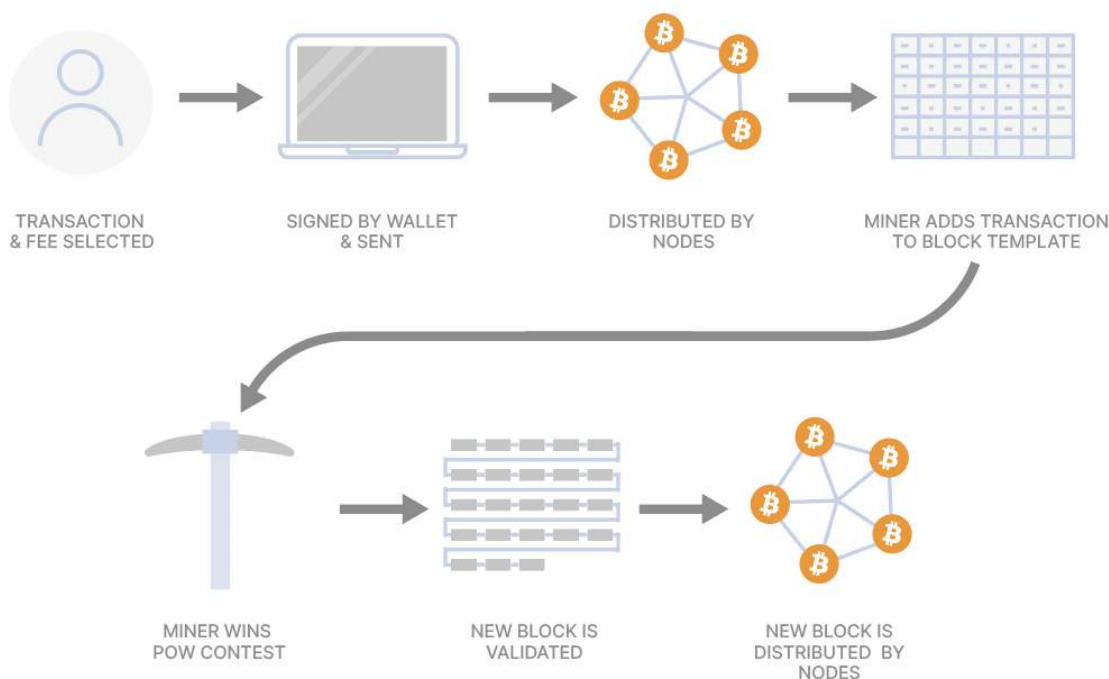 TRANSACTION
& FEE SELECTED
SIGNED BY WALLET
& SENT
DISTRIBUTED BY
NODES
MINER ADDS TRANSACTION
TO BLOCK TEMPLATE
MINER WINS
POW CONTEST
NEW BLOCK IS
VALIDATED
NEW BLOCK IS
DISTRIBUTED BY
NODES